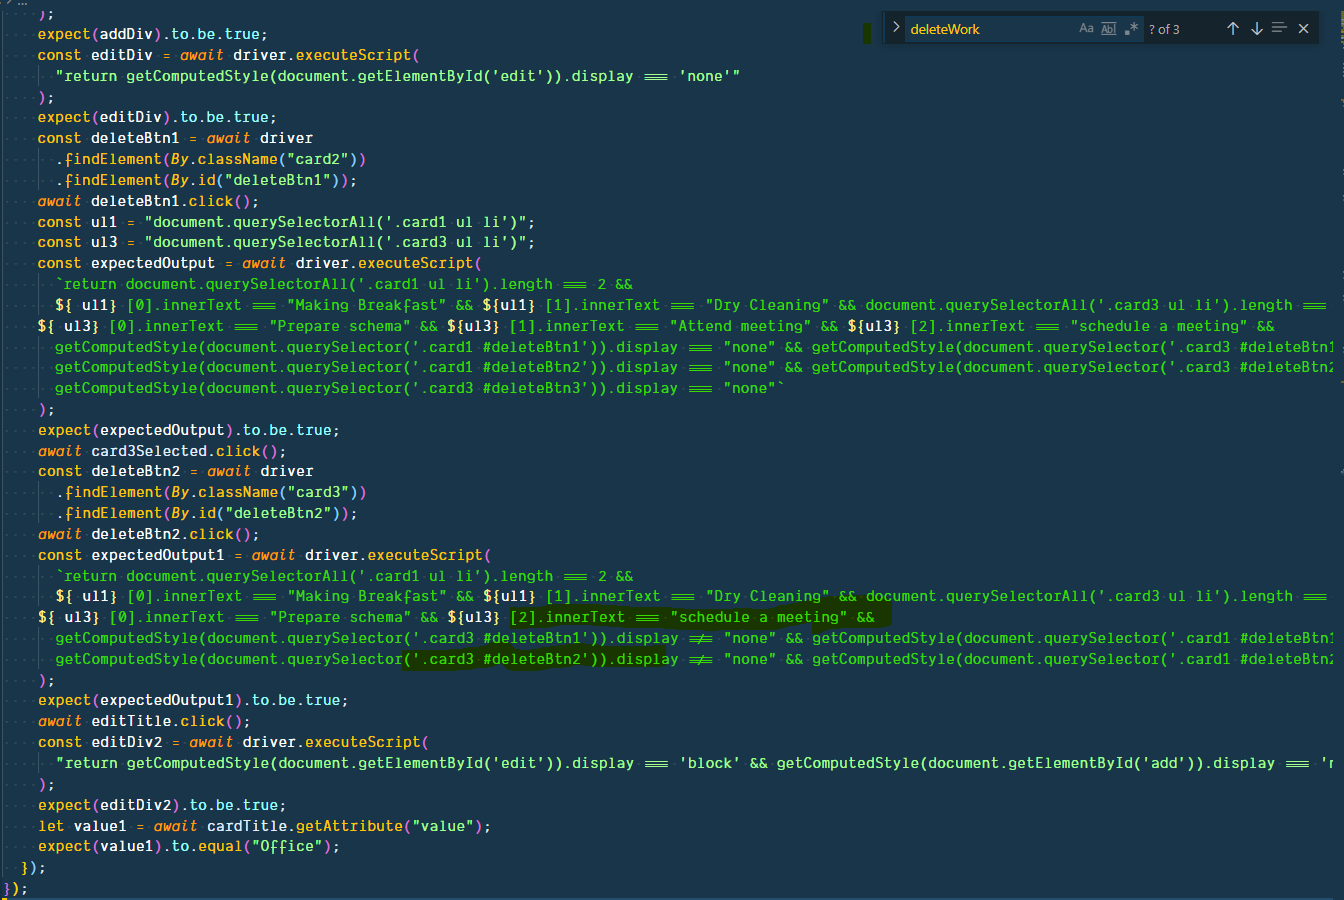 );
deleteWork
Aa
Ab
.*
? of 3
expect(addDiv).to.be.true;
const editDiv = await driver.executeScript(
"return getComputedStyle(document.getElementById('edit')).display === 'none'"
);
expect(editDiv).to.be.true;
const deleteBtn1 = await driver
.findElement(By.className("card2"))
.findElement(By.id("deleteBtn1"));
await deleteBtn1.click();
const ul1 = "document.querySelectorAll('.card1 ul li')";
const ul3 = "document.querySelectorAll('.card3 ul li')";
const expectedOutput = await driver.executeScript(
`return document.querySelectorAll('.card1 ul li').length === 2 &&
${ ul1} [0].innerText === "Making Breakfast" && ${ul1} [1].innerText === "Dry Cleaning" && document.querySelectorAll('.card3 ul li').length ===
${ ul3} [0].innerText === "Prepare schema" && ${ul3} [1].innerText === "Attend meeting" && ${ul3} [2].innerText === "schedule a meeting" &&
getComputedStyle(document.querySelector('.card1 #deleteBtn1')).display === "none" && getComputedStyle(document.querySelector('.card3 #deleteBtn1
getComputedStyle(document.querySelector('.card1 #deleteBtn2')).display === "none" && getComputedStyle(document.querySelector('.card3 #deleteBtn2
getComputedStyle(document.querySelector('.card3 #deleteBtn3')).display === "none"`
);
expect(expectedOutput).to.be.true;
await card3Selected.click();
const deleteBtn2 = await driver
.findElement(By.className("card3"))
.findElement(By.id("deleteBtn2"));
await deleteBtn2.click();
const expectedOutput1 = await driver.executeScript(
`return document.querySelectorAll('.card1 ul li').length === 2 &&
${ ul1} [0].innerText === "Making Breakfast" && ${ul1} [1].innerText === "Dry Cleaning" && document.querySelectorAll('.card3 ul li').length ===
${ ul3} [0].innerText === "Prepare schema" && ${ul3} [2].innerText === "schedule a meeting" &&
getComputedStyle(document.querySelector('.card3 #deleteBtn1')).display !== "none" && getComputedStyle(document.querySelector('.card1 #deleteBtn1
getComputedStyle(document.querySelector('.card3 #deleteBtn2')).display !== "none" && getComputedStyle(document.querySelector('.card1 #deleteBtn2
);
expect(expectedOutput1).to.be.true;
await editTitle.click();
const editDiv2 = await driver.executeScript(
"return getComputedStyle(document.getElementById('edit')).display === 'block' && getComputedStyle(document.getElementById('add')).display ===
);
expect(editDiv2).to.be.true;
let value1 = await cardTitle.getAttribute("value");
expect(value1).to.equal("Office");
});
});